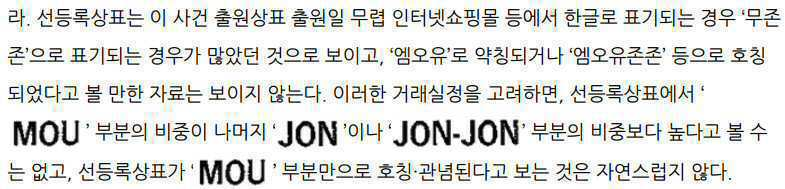 라. 선등록상표는 이 사건 출원상표 출원일 무렵 인터넷쇼핑몰 등에서 한글로 표기되는 경우 ‘무존
존’으로 표기되는 경우가 많았던 것으로 보이고, ‘엠오유’로 약칭되거나 ‘엠오유존존’ 등으로 호칭
되었다고 볼 만한 자료는 보이지 않는다. 이러한 거래실정을 고려하면, 선등록상표에서 ‘
MOU’ 부분의 비중이 나머지 ‘JON’이나 ‘JON-JON’ 부분의 비중보다 높다고 볼 수
는 없고, 선등록상표가 ‘MOU’ 부분만으로 호칭·관념된다고 보는 것은 자연스럽지 않다.